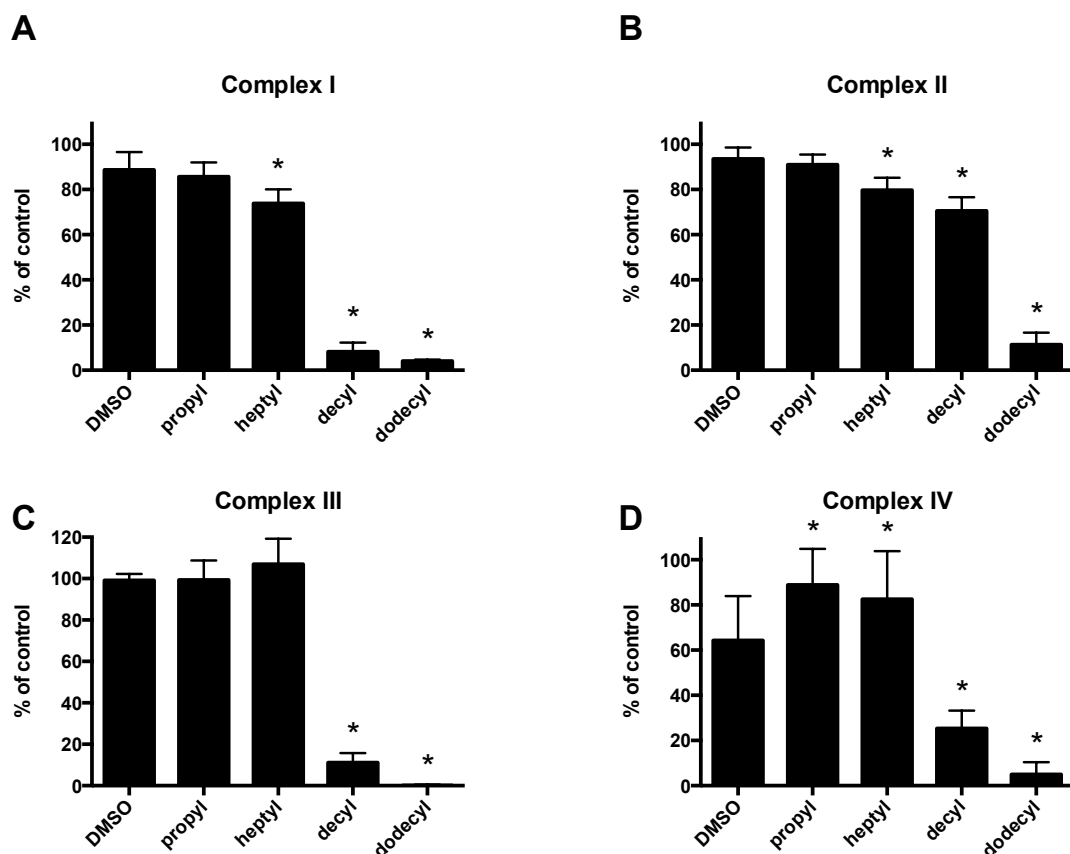 A
Complex I
% of control
100
80
60
40
20
0
*
*
*
DMSO
propyl
heptyl
decyl
dodecyl
B
Complex II
% of control
100
80
60
40
20
0
*
*
*
DMSO
propyl
heptyl
decyl
dodecyl
C
Complex III
% of control
120
100
80
60
40
20
0
*
*
DMSO
propyl
heptyl
decyl
dodecyl
D
Complex IV
% of control
100
80
60
40
20
0
*
*
*
*
DMSO
propyl
heptyl
decyl
dodecyl